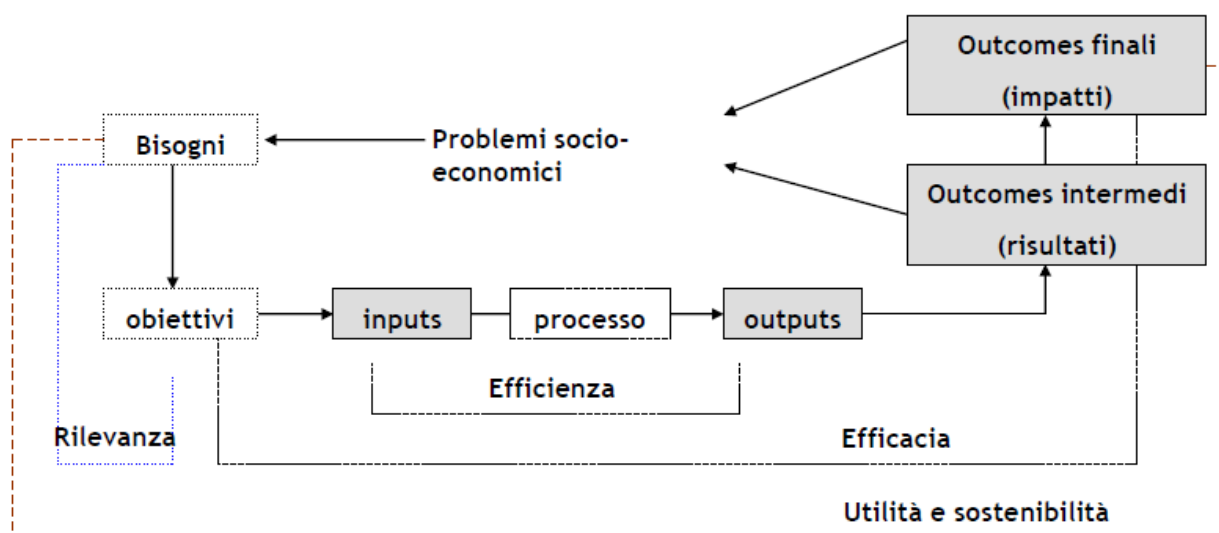 Outcomes finali
(impatti)
Bisogni
Problemi socio-
economici
Outcomes intermedi
(risultati)
obiettivi
inputs
processo
outputs
Efficienza
Rilevanza
Efficacia
Utilità e sostenibilità